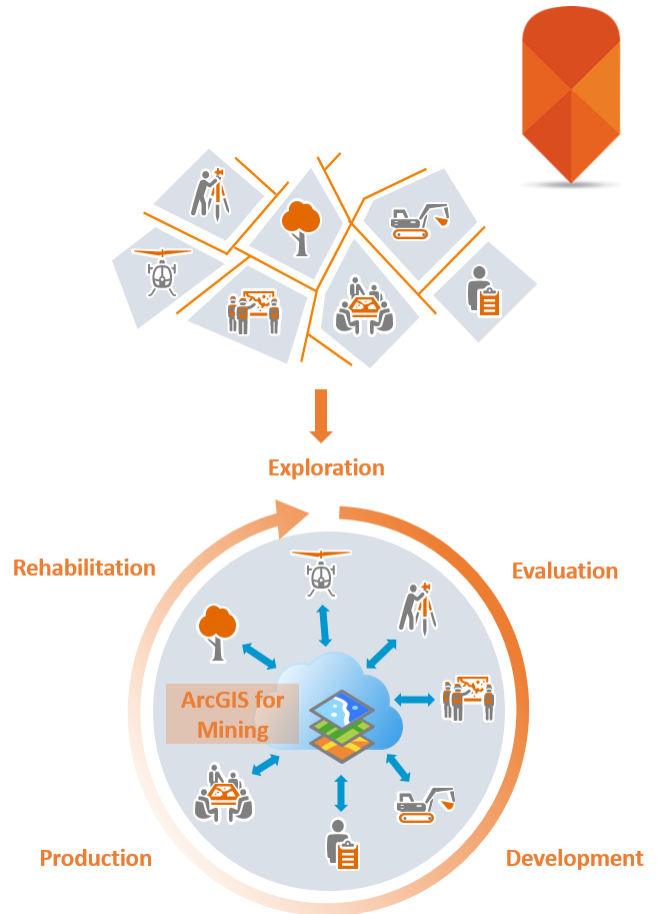 Exploration
Rehabilitation
Evaluation
ArcGIS for
Mining
Production
Development